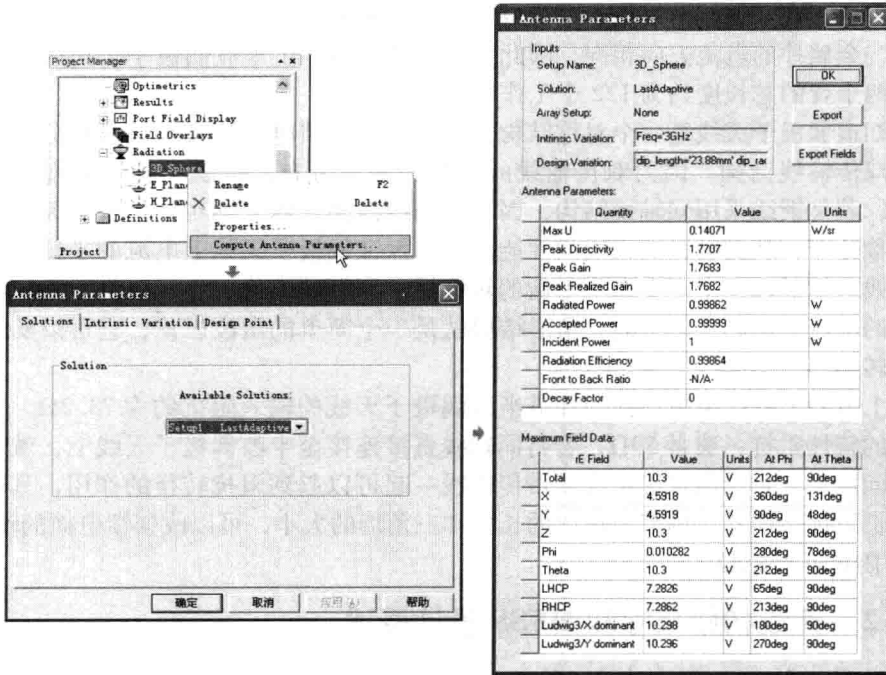 Project Manager
Optimetrics
Results
Port Field Display
Field Overlays
Radiation
3D_Sphere
E_Plan
H_Plan
Definitions
Project
Rename F2
Delete Delete
Properties...
Compute Antenna Parameters...
Antenna Parameters
Solutions Intrinsic Variation Design Point
Solution
Available Solutions:
Setup1 : LastAdaptive
确定 取消 应用(A) 帮助
Antenna Parameters
Inputs
Setup Name: 3D_Sphere
Solution: LastAdaptive
Array Setup: None
Intrinsic Variation: Freq='3GHz'
Design Variation: dip_length='23.88mm' dip_rac
OK
Export
Export Fields
Antenna Parameters:
Quantity Value Units
Max U 0.14071 W/sr
Peak Directivity 1.7707
Peak Gain 1.7683
Peak Realized Gain 1.7682
Radiated Power 0.99862 W
Accepted Power 0.99999 W
Incident Power 1 W
Radiation Efficiency 0.99864
Front to Back Ratio -N/A-
Decay Factor 0
Maximum Field Data:
rE Field Value Units At Phi At Theta
Total 10.3 V 212deg 90deg
X 4.5918 V 360deg 131deg
Y 4.5919 V 90deg 48deg
Z 10.3 V 212deg 90deg
Phi 0.010282 V 280deg 78deg
Theta 10.3 V 212deg 90deg
LHCP 7.2826 V 65deg 90deg
RHCP 7.2862 V 213deg 90deg
Ludwig3/X dominant 10.298 V 180deg 90deg
Ludwig3/Y dominant 10.296 V 270deg 90deg